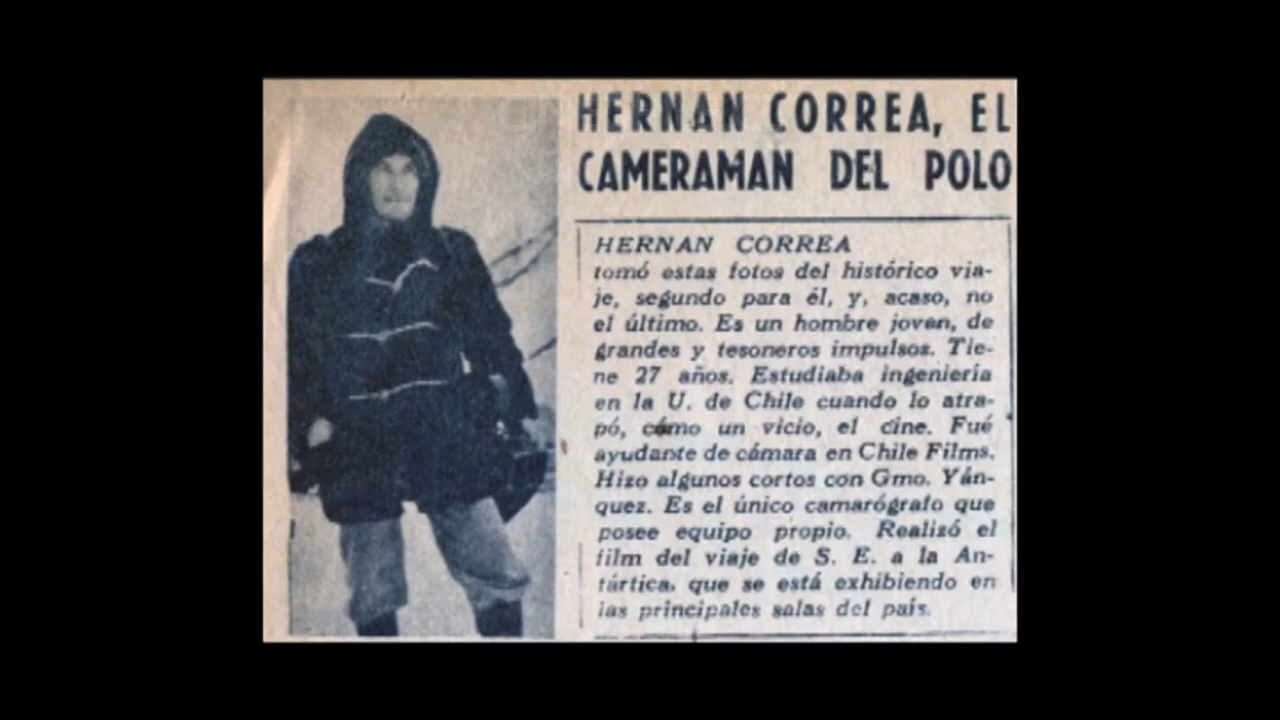 HERNAN CORREA, EL
CAMERAMAN DEL POLO
HERNAN CORREA
tomó estas fotos del histórico via-
je, segundo para él, y, acaso, no
el último. Es un hombre joven, de
grandes y tesoneros impulsos. Tie-
ne 27 años. Estudiaba ingeniería
en la U. de Chile cuando lo atra-
pó, cómo un vicio, el cine. Fué
ayudante de cámara en Chile Films.
Hizo algunos cortos con Gmo. Yán-
quez. Es el único camarógrafo que
posee equipo propio. Realizó el
film del viaje de S. E. a la An-
tártica, que se está exhibiendo en
las principales salas del país.